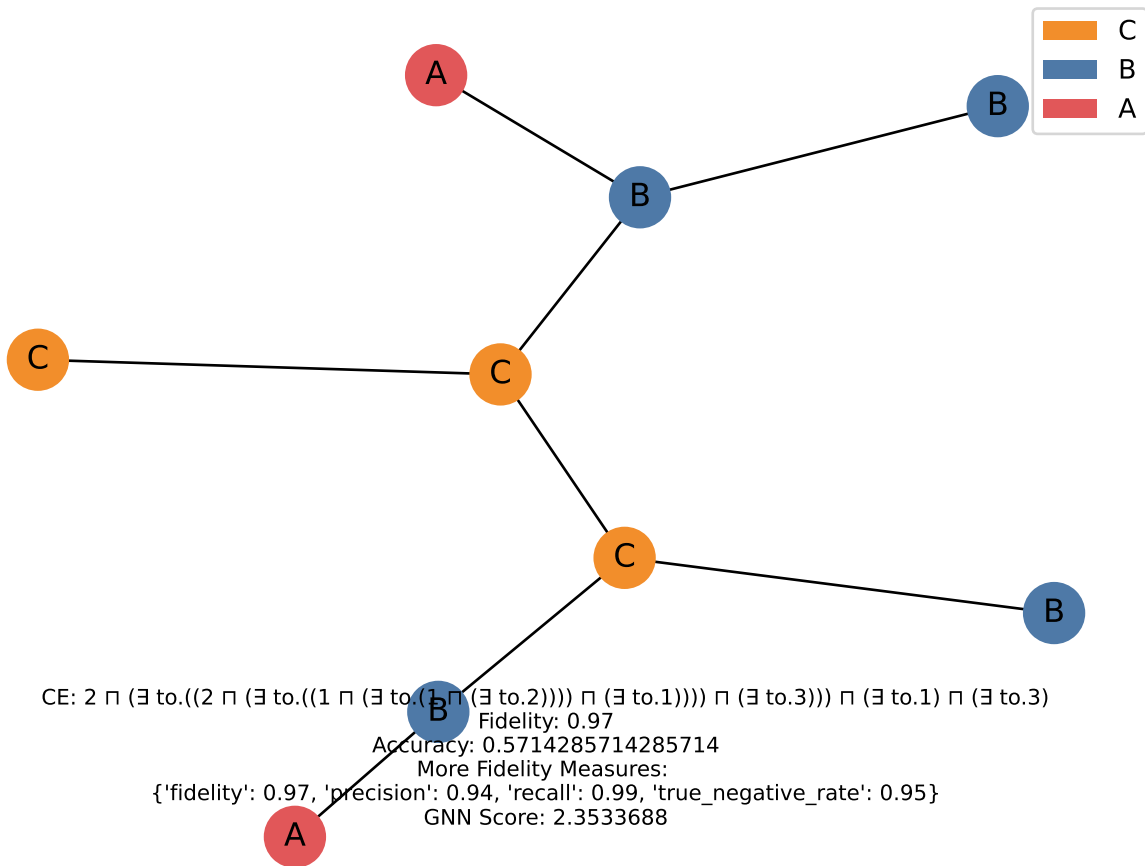 C
B
A
A
B
B
C
C
C
B
CE: 2 ⊓ (∃ to.((2 ⊓ (∃ to.((1 ⊓ (∃ to.(1 ⊓ (∃ to.2)))) ⊓ (∃ to.1)))) ⊓ (∃ to.3))) ⊓ (∃ to.1) ⊓ (∃ to.3)
B
Fidelity: 0.97
Accuracy: 0.5714285714285714
More Fidelity Measures:
{'fidelity': 0.97, 'precision': 0.94, 'recall': 0.99, 'true_negative_rate': 0.95}
GNN Score: 2.3533688
A